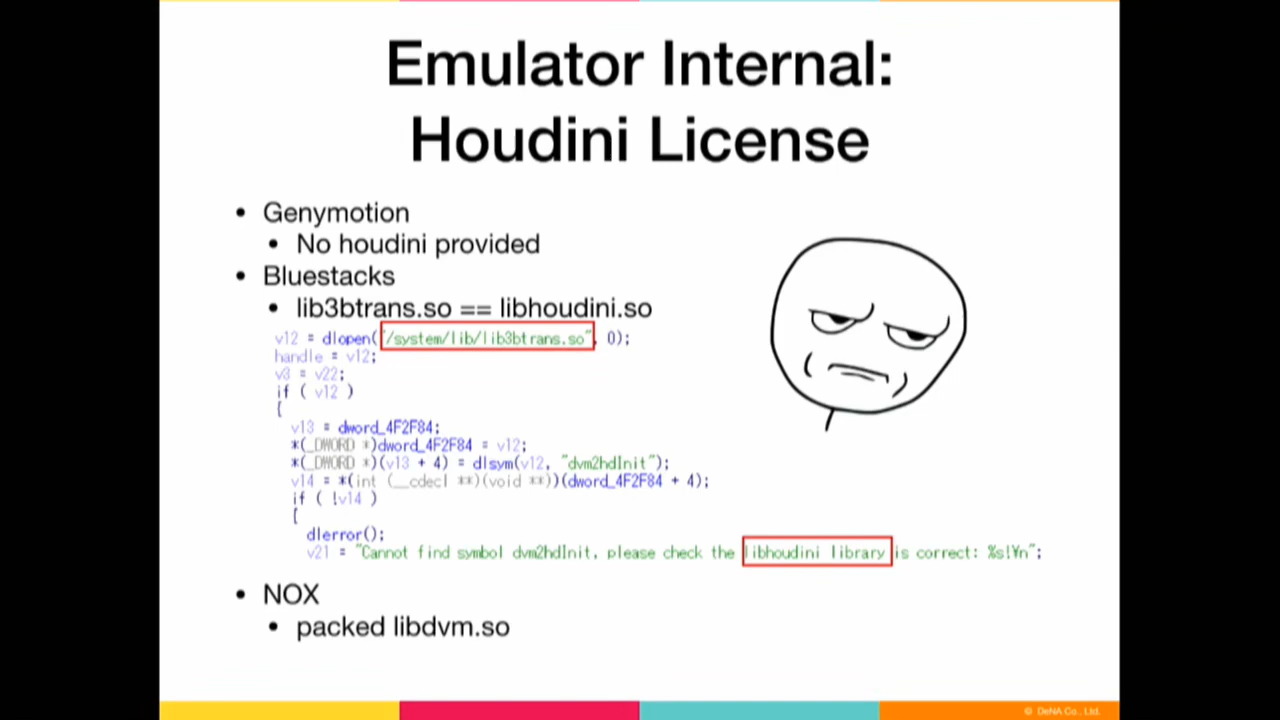 Emulator Internal:
Houdini License
• Genymotion
• No houdini provided
• Bluestacks
• lib3btrans.so == libhoudini.so
v12 = dlopen("/system/lib/lib3btrans.so", 0);
handle = v12;
v3 = v22;
if ( v12 )
{
v13 = dword_4F2F84;
*(_DWORD *)dword_4F2F84 = v12;
*(_DWORD *)(v13 + 4) = dlsym(v12, "dvm2hdInit");
v14 = *(int (__cdecl **)(void **))(dword_4F2F84 + 4);
if ( !v14 )
{
dlerror();
v21 = "Cannot find symbol dvm2hdInit, please check the libhoudini library is correct: %s!¥n";
• NOX
• packed libdvm.so
© DeNA Co., Ltd.